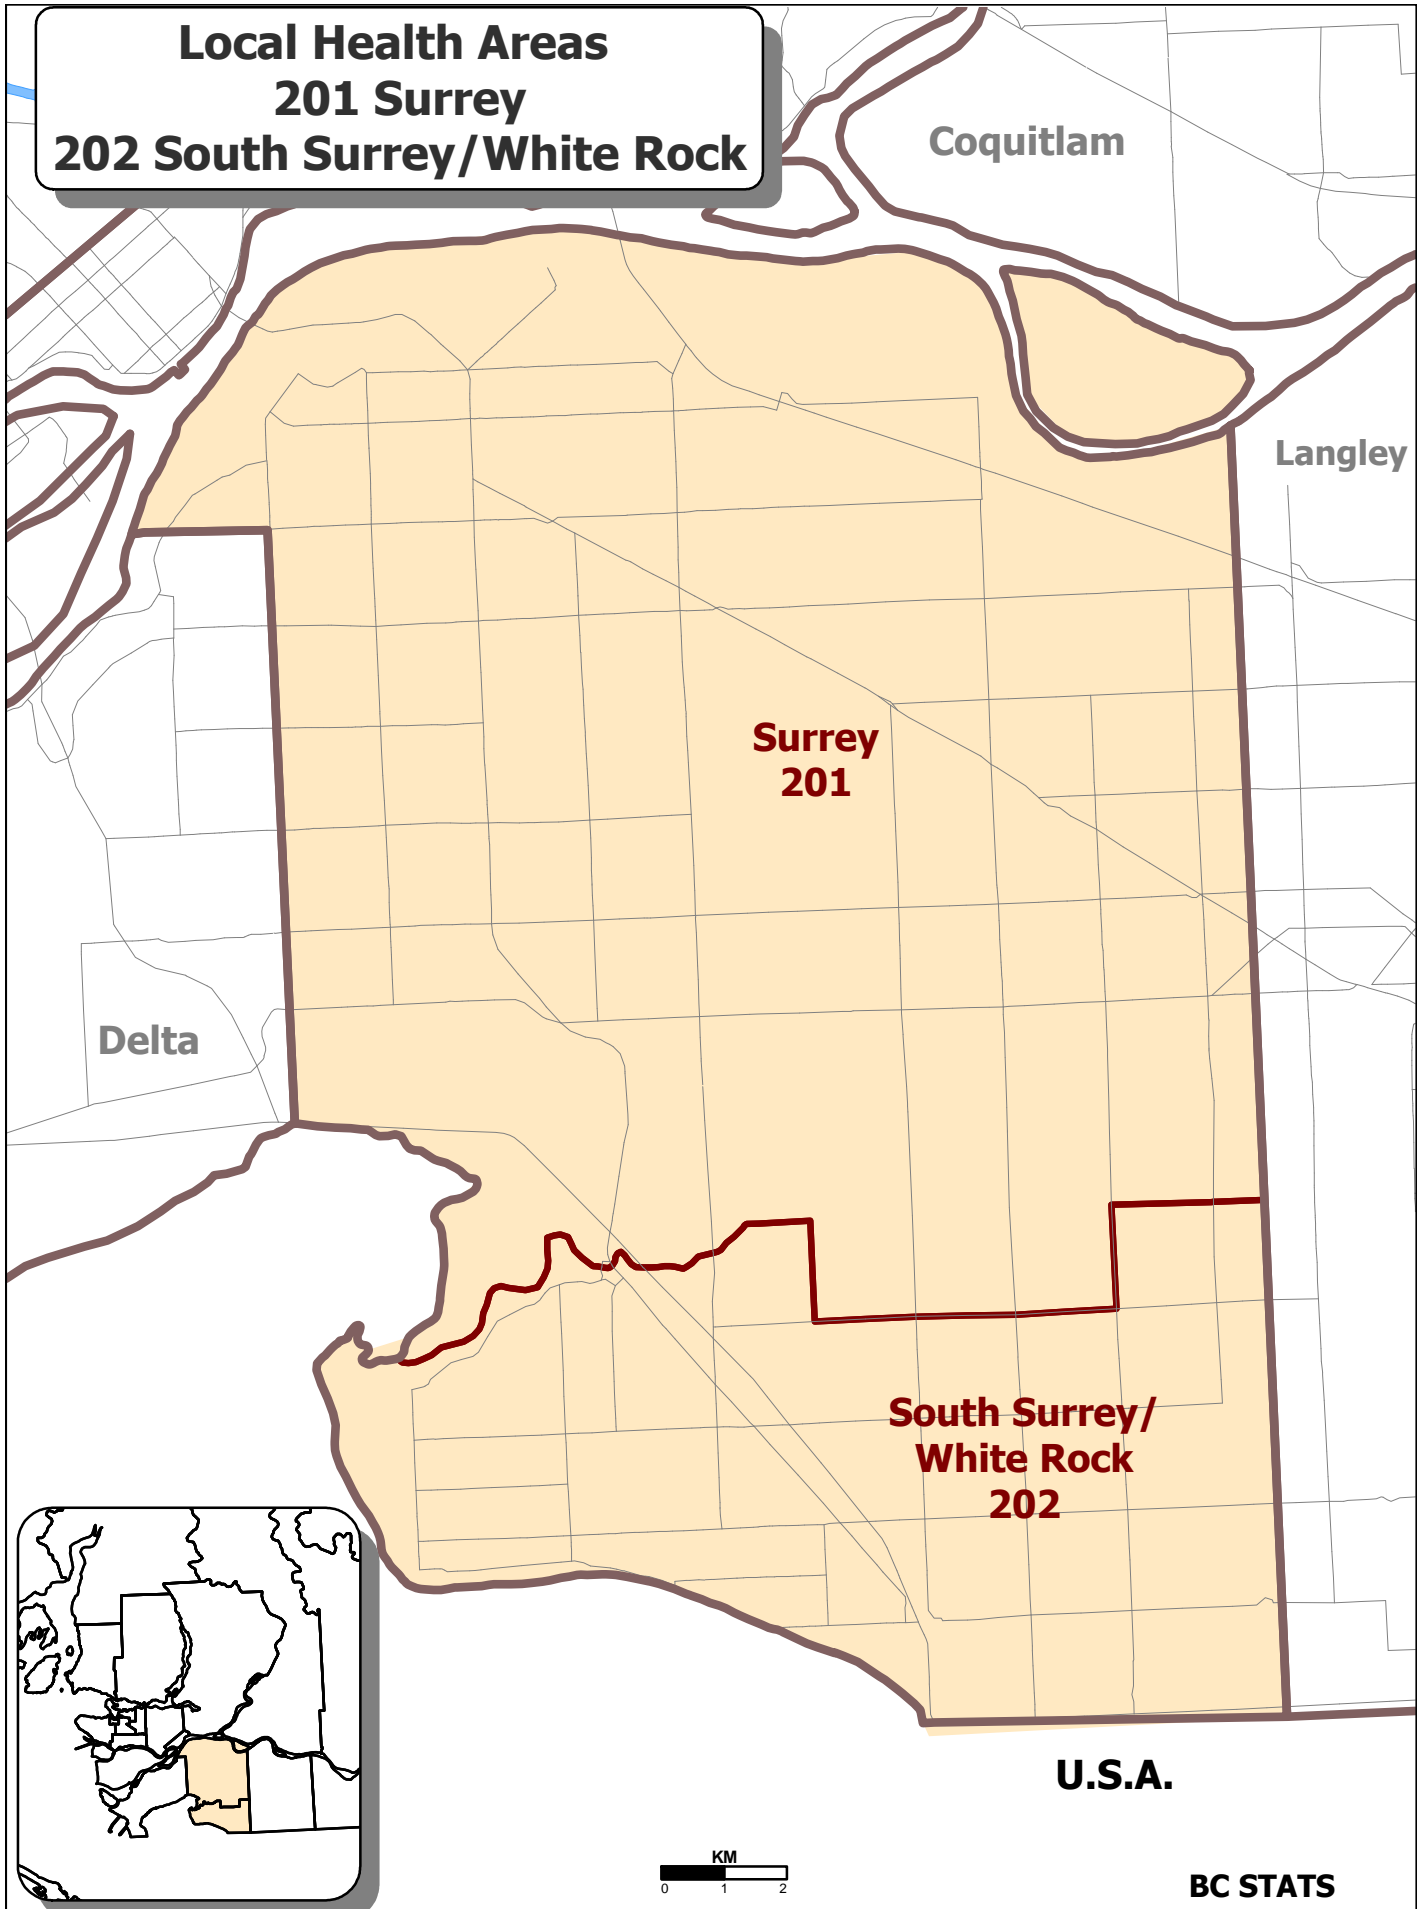 Local Health Areas
201 Surrey
202 South Surrey/White Rock
Coquitlam
Langley
Surrey
201
Delta
South Surrey/
White Rock
202
U.S.A.
KM
0 1 2
BC STATS